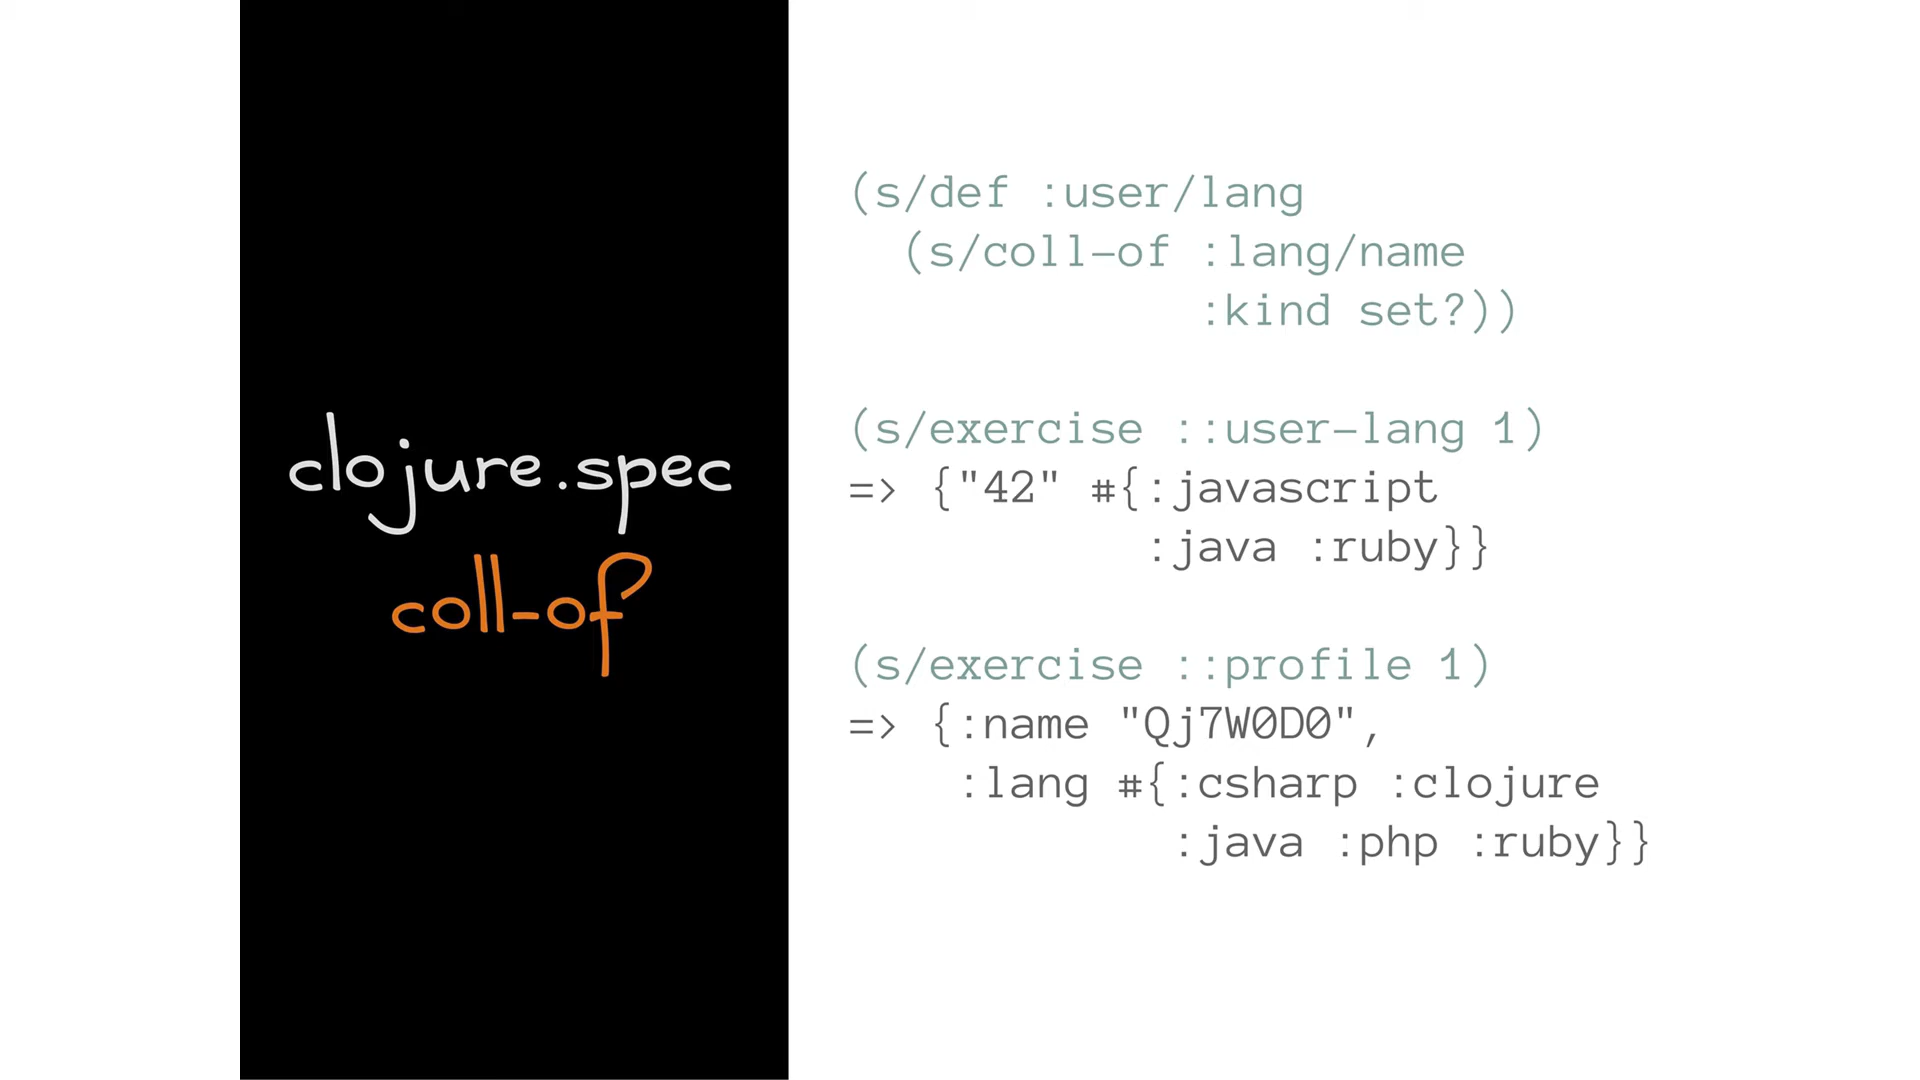 clojure.spec
coll-of
(s/def :user/lang
(s/coll-of :lang/name
:kind set?))
(s/exercise ::user-lang 1)
=> {"42" #{:javascript
:java :ruby}}
(s/exercise ::profile 1)
=> {:name "Qj7W0D0",
:lang #{:csharp :clojure
:java :php :ruby}}